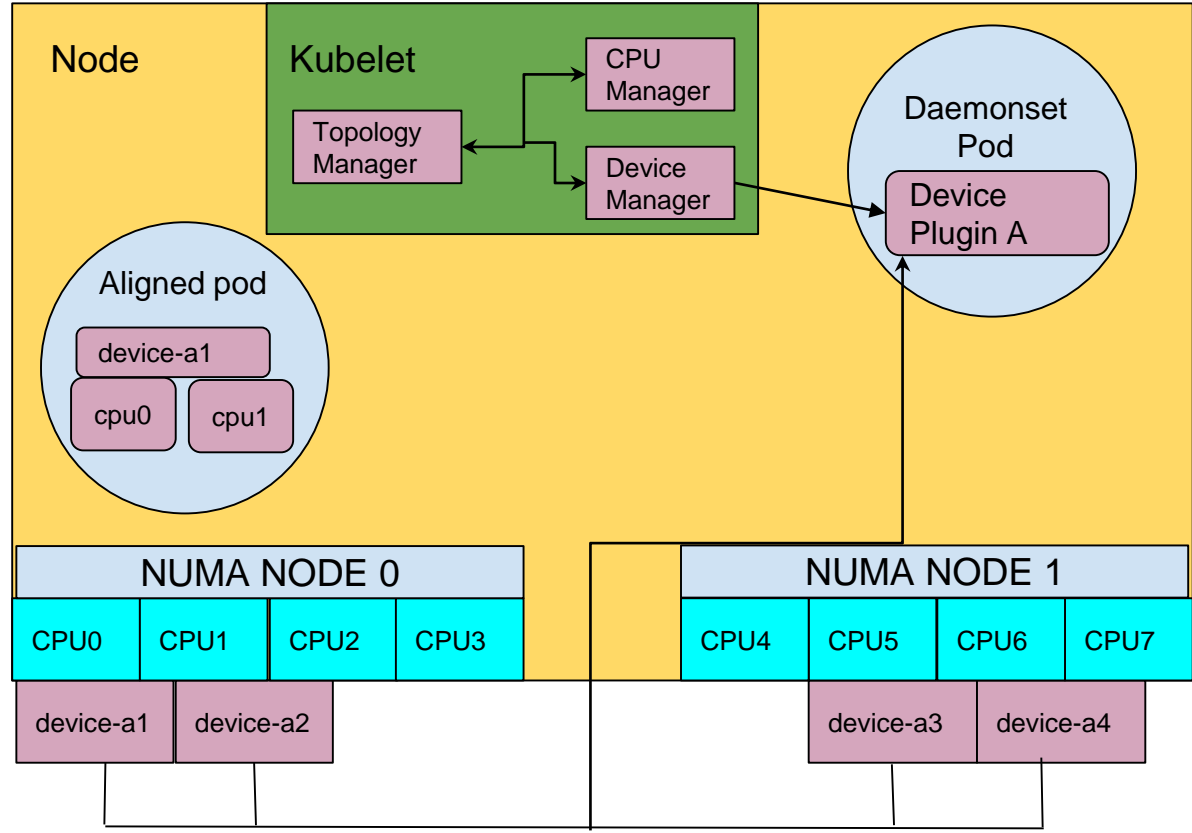 Node
Kubelet
CPU
Manager
Topology
Manager
Device
Manager
Daemonset
Pod
Device
Plugin A
Aligned pod
device-a1
cpu0
cpu1
NUMA NODE 0
CPU0
CPU1
CPU2
CPU3
device-a1
device-a2
NUMA NODE 1
CPU4
CPU5
CPU6
CPU7
device-a3
device-a4